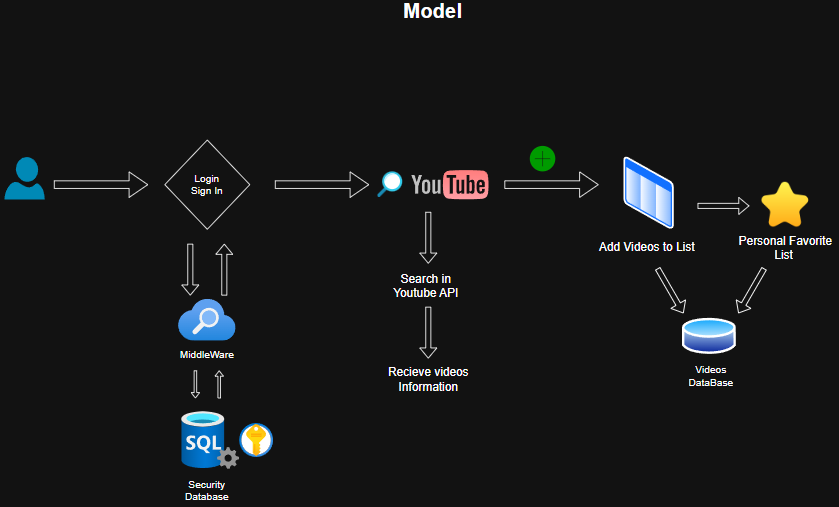 Model
Login
Sign In
YouTube
Add Videos to List
Personal Favorite
List
Search in
Youtube API
MiddleWare
Recieve videos
Information
Videos
DataBase
SQL
Security
Database